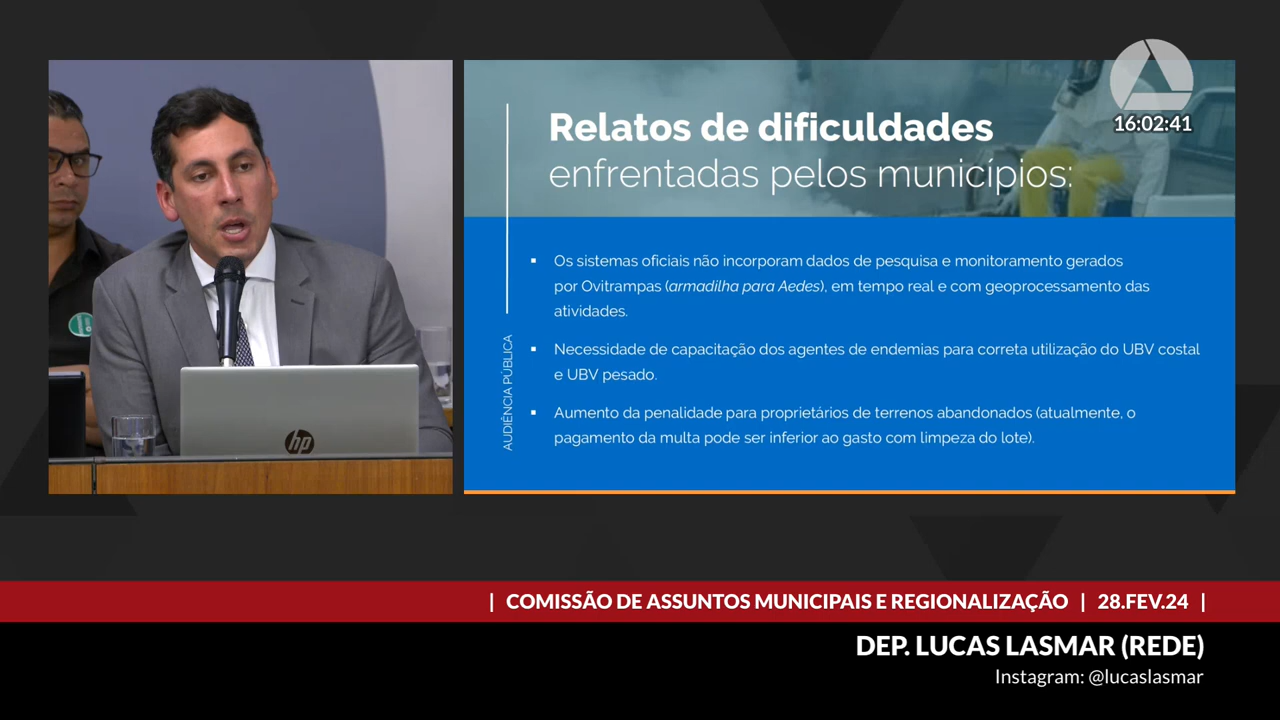 16:02:41
Relatos de dificuldades
enfrentadas pelos municípios:
▪ Os sistemas oficiais não incorporam dados de pesquisa e monitoramento gerados
por Ovitrampas (armadilha para Aedes), em tempo real e com geoprocessamento das
atividades.
▪ Necessidade de capacitação dos agentes de endemias para correta utilização do UBV costal
e UBV pesado.
▪ Aumento da penalidade para proprietários de terrenos abandonados (atualmente, o
pagamento da multa pode ser inferior ao gasto com limpeza do lote).
AUDIÊNCIA PÚBLICA
hp
| COMISSÃO DE ASSUNTOS MUNICIPAIS E REGIONALIZAÇÃO | 28.FEV.24 |
DEP. LUCAS LASMAR (REDE)
Instagram: @lucaslasmar